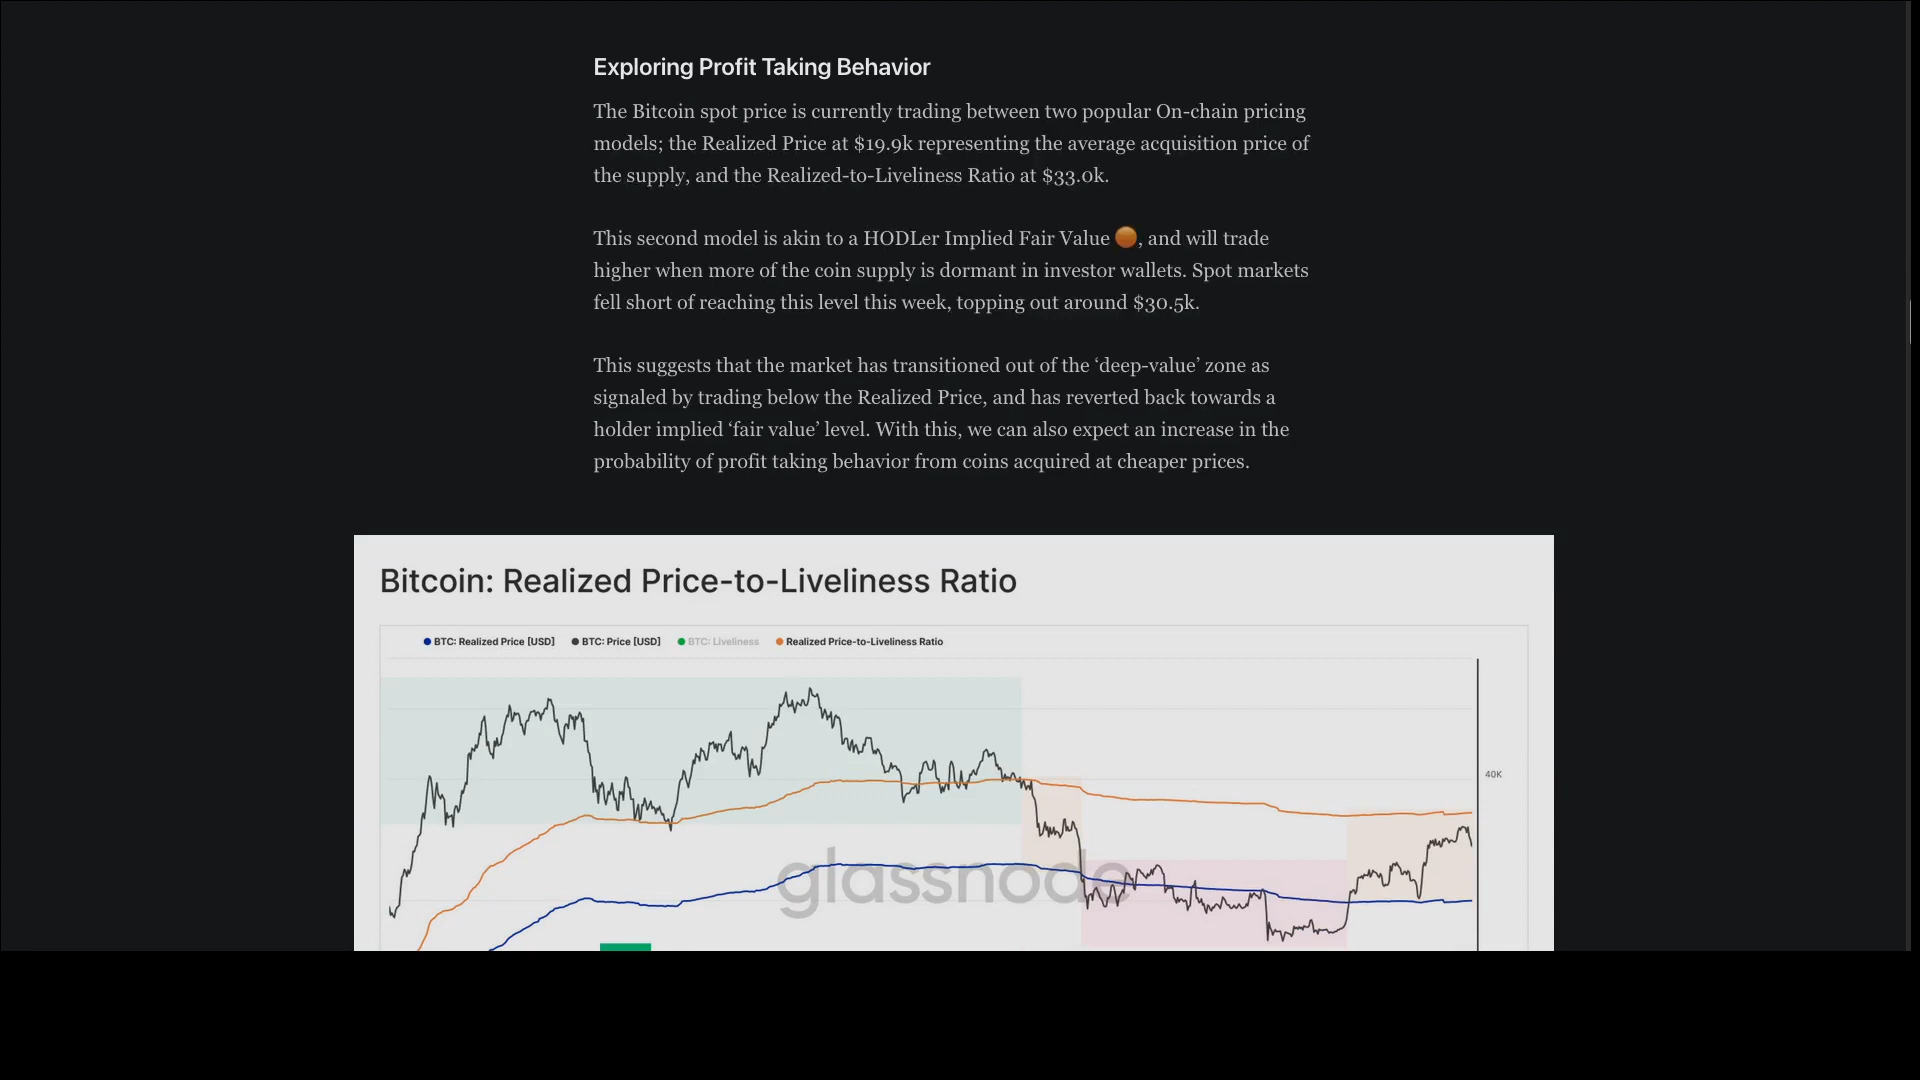 Exploring Profit Taking Behavior
The Bitcoin spot price is currently trading between two popular On-chain pricing
models; the Realized Price at $19.9k representing the average acquisition price of
the supply, and the Realized-to-Liveliness Ratio at $33.0k.
This second model is akin to a HODLer Implied Fair Value 🟠, and will trade
higher when more of the coin supply is dormant in investor wallets. Spot markets
fell short of reaching this level this week, topping out around $30.5k.
This suggests that the market has transitioned out of the ‘deep-value’ zone as
signaled by trading below the Realized Price, and has reverted back towards a
holder implied ‘fair value’ level. With this, we can also expect an increase in the
probability of profit taking behavior from coins acquired at cheaper prices.
Bitcoin: Realized Price-to-Liveliness Ratio
BTC: Realized Price [USD] BTC: Price [USD] BTC: Liveliness Realized Price-to-Liveliness Ratio
40K
glassnode